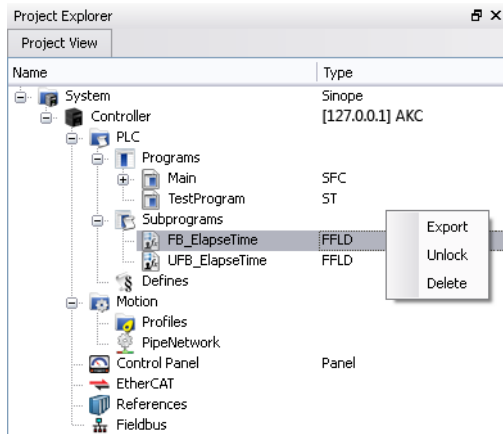 Project Explorer
Project View
Name Type
System Sinope
Controller [127.0.0.1] AKC
PLC
Programs
Main SFC
TestProgram ST
Subprograms
FB_ElapseTime FFLD
UFB_ElapseTime FFLD
Export
Unlock
Delete
Defines
Motion
Profiles
PipeNetwork
Control Panel Panel
EtherCAT
References
Fieldbus